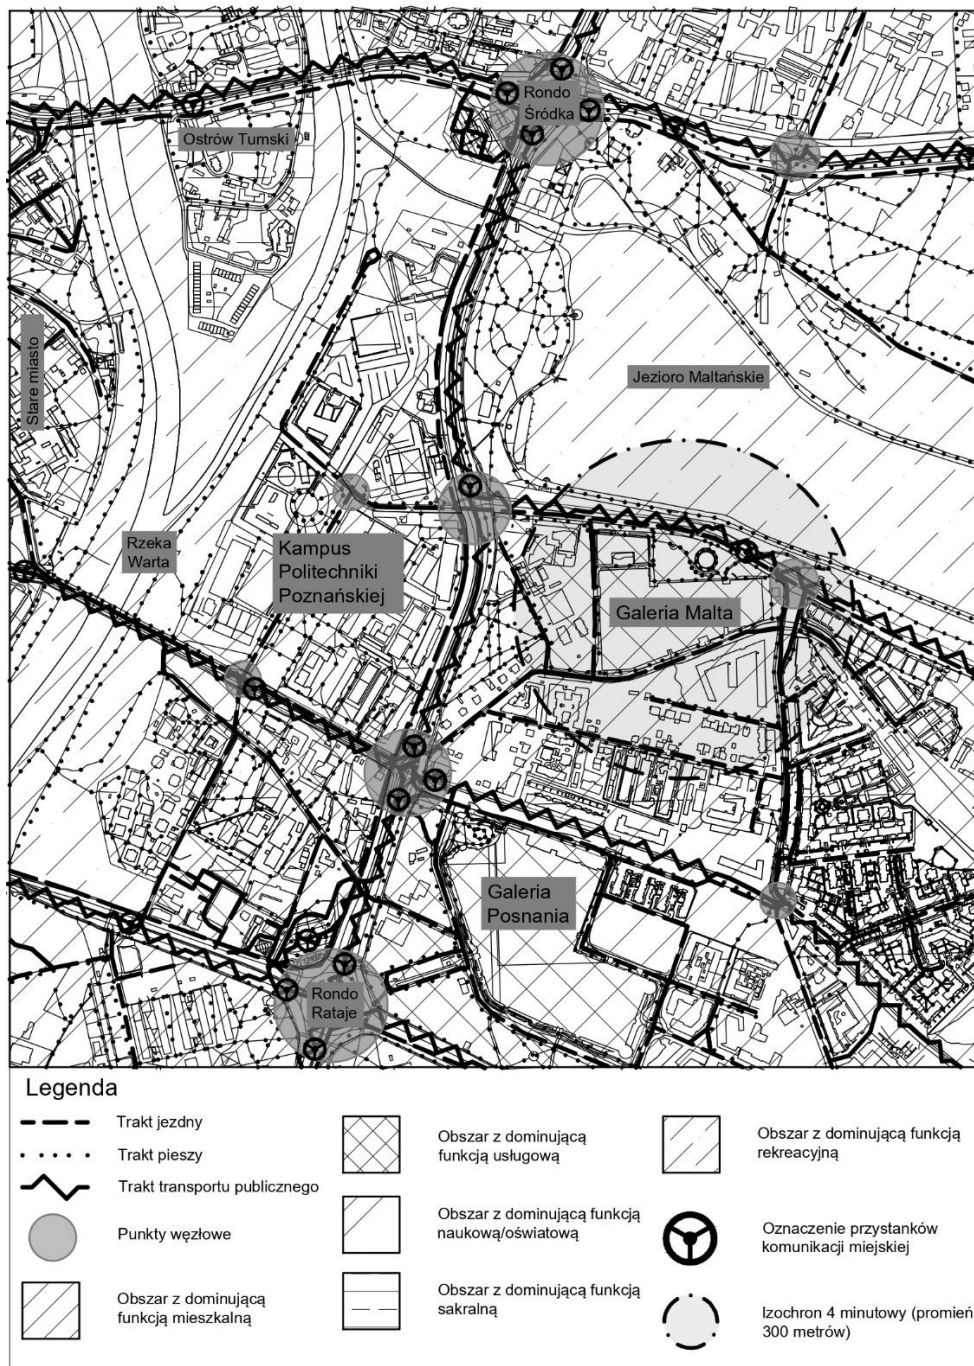 Rondo
Śródka
Ostrów Tumski
Stare miasto
Jezioro Maltańskie
Rzeka
Warta
Kampus
Politechniki
Poznańskiej
Galeria Malta
Galeria
Posnania
Rondo
Rataje
Legenda
Trakt jezdny
Trakt pieszy
Trakt transportu publicznego
Punkty węzłowe
Obszar z dominującą
funkcją mieszkalną
Obszar z dominującą
funkcją usługową
Obszar z dominującą funkcją
naukową/oświatową
Obszar z dominującą funkcją
sakralną
Obszar z dominującą funkcją
rekreacyjną
Oznaczenie przystanków
komunikacji miejskiej
Izochron 4 minutowy (promień
300 metrów)